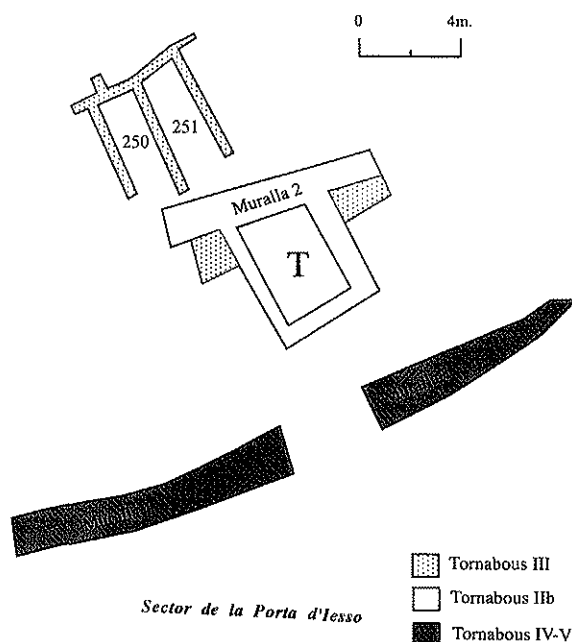 0 4m.
250
251
Muralla 2
T
Tornabous III
Tornabous IIb
Tornabous IV-V
Sector de la Porta d'Iesso